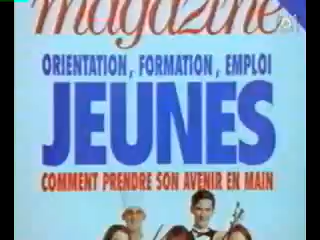 magazine
ORIENTATION, FORMATION, EMPLOI
JEUNES
COMMENT PRENDRE SON AVENIR EN MAIN